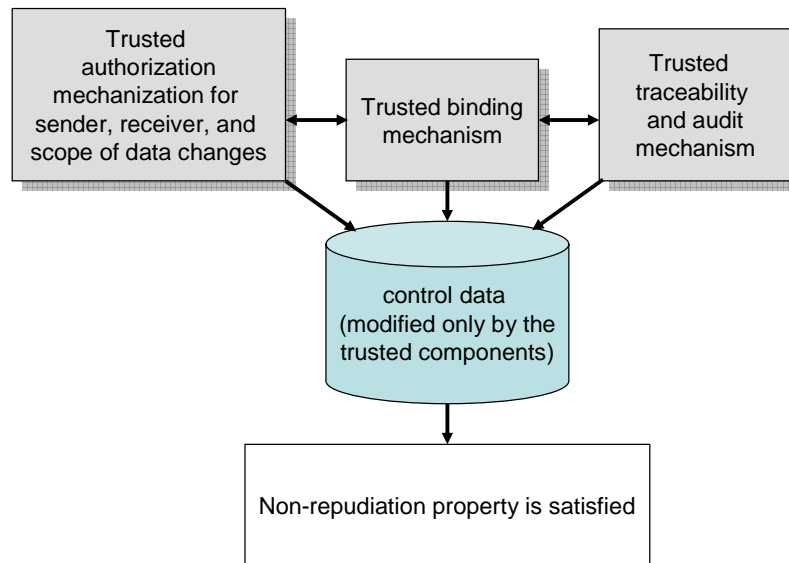 Trusted
authorization
mechanization for
sender, receiver, and
scope of data changes
Trusted binding
mechanism
Trusted
traceability
and audit
mechanism
control data
(modified only by the
trusted components)
Non-repudiation property is satisfied